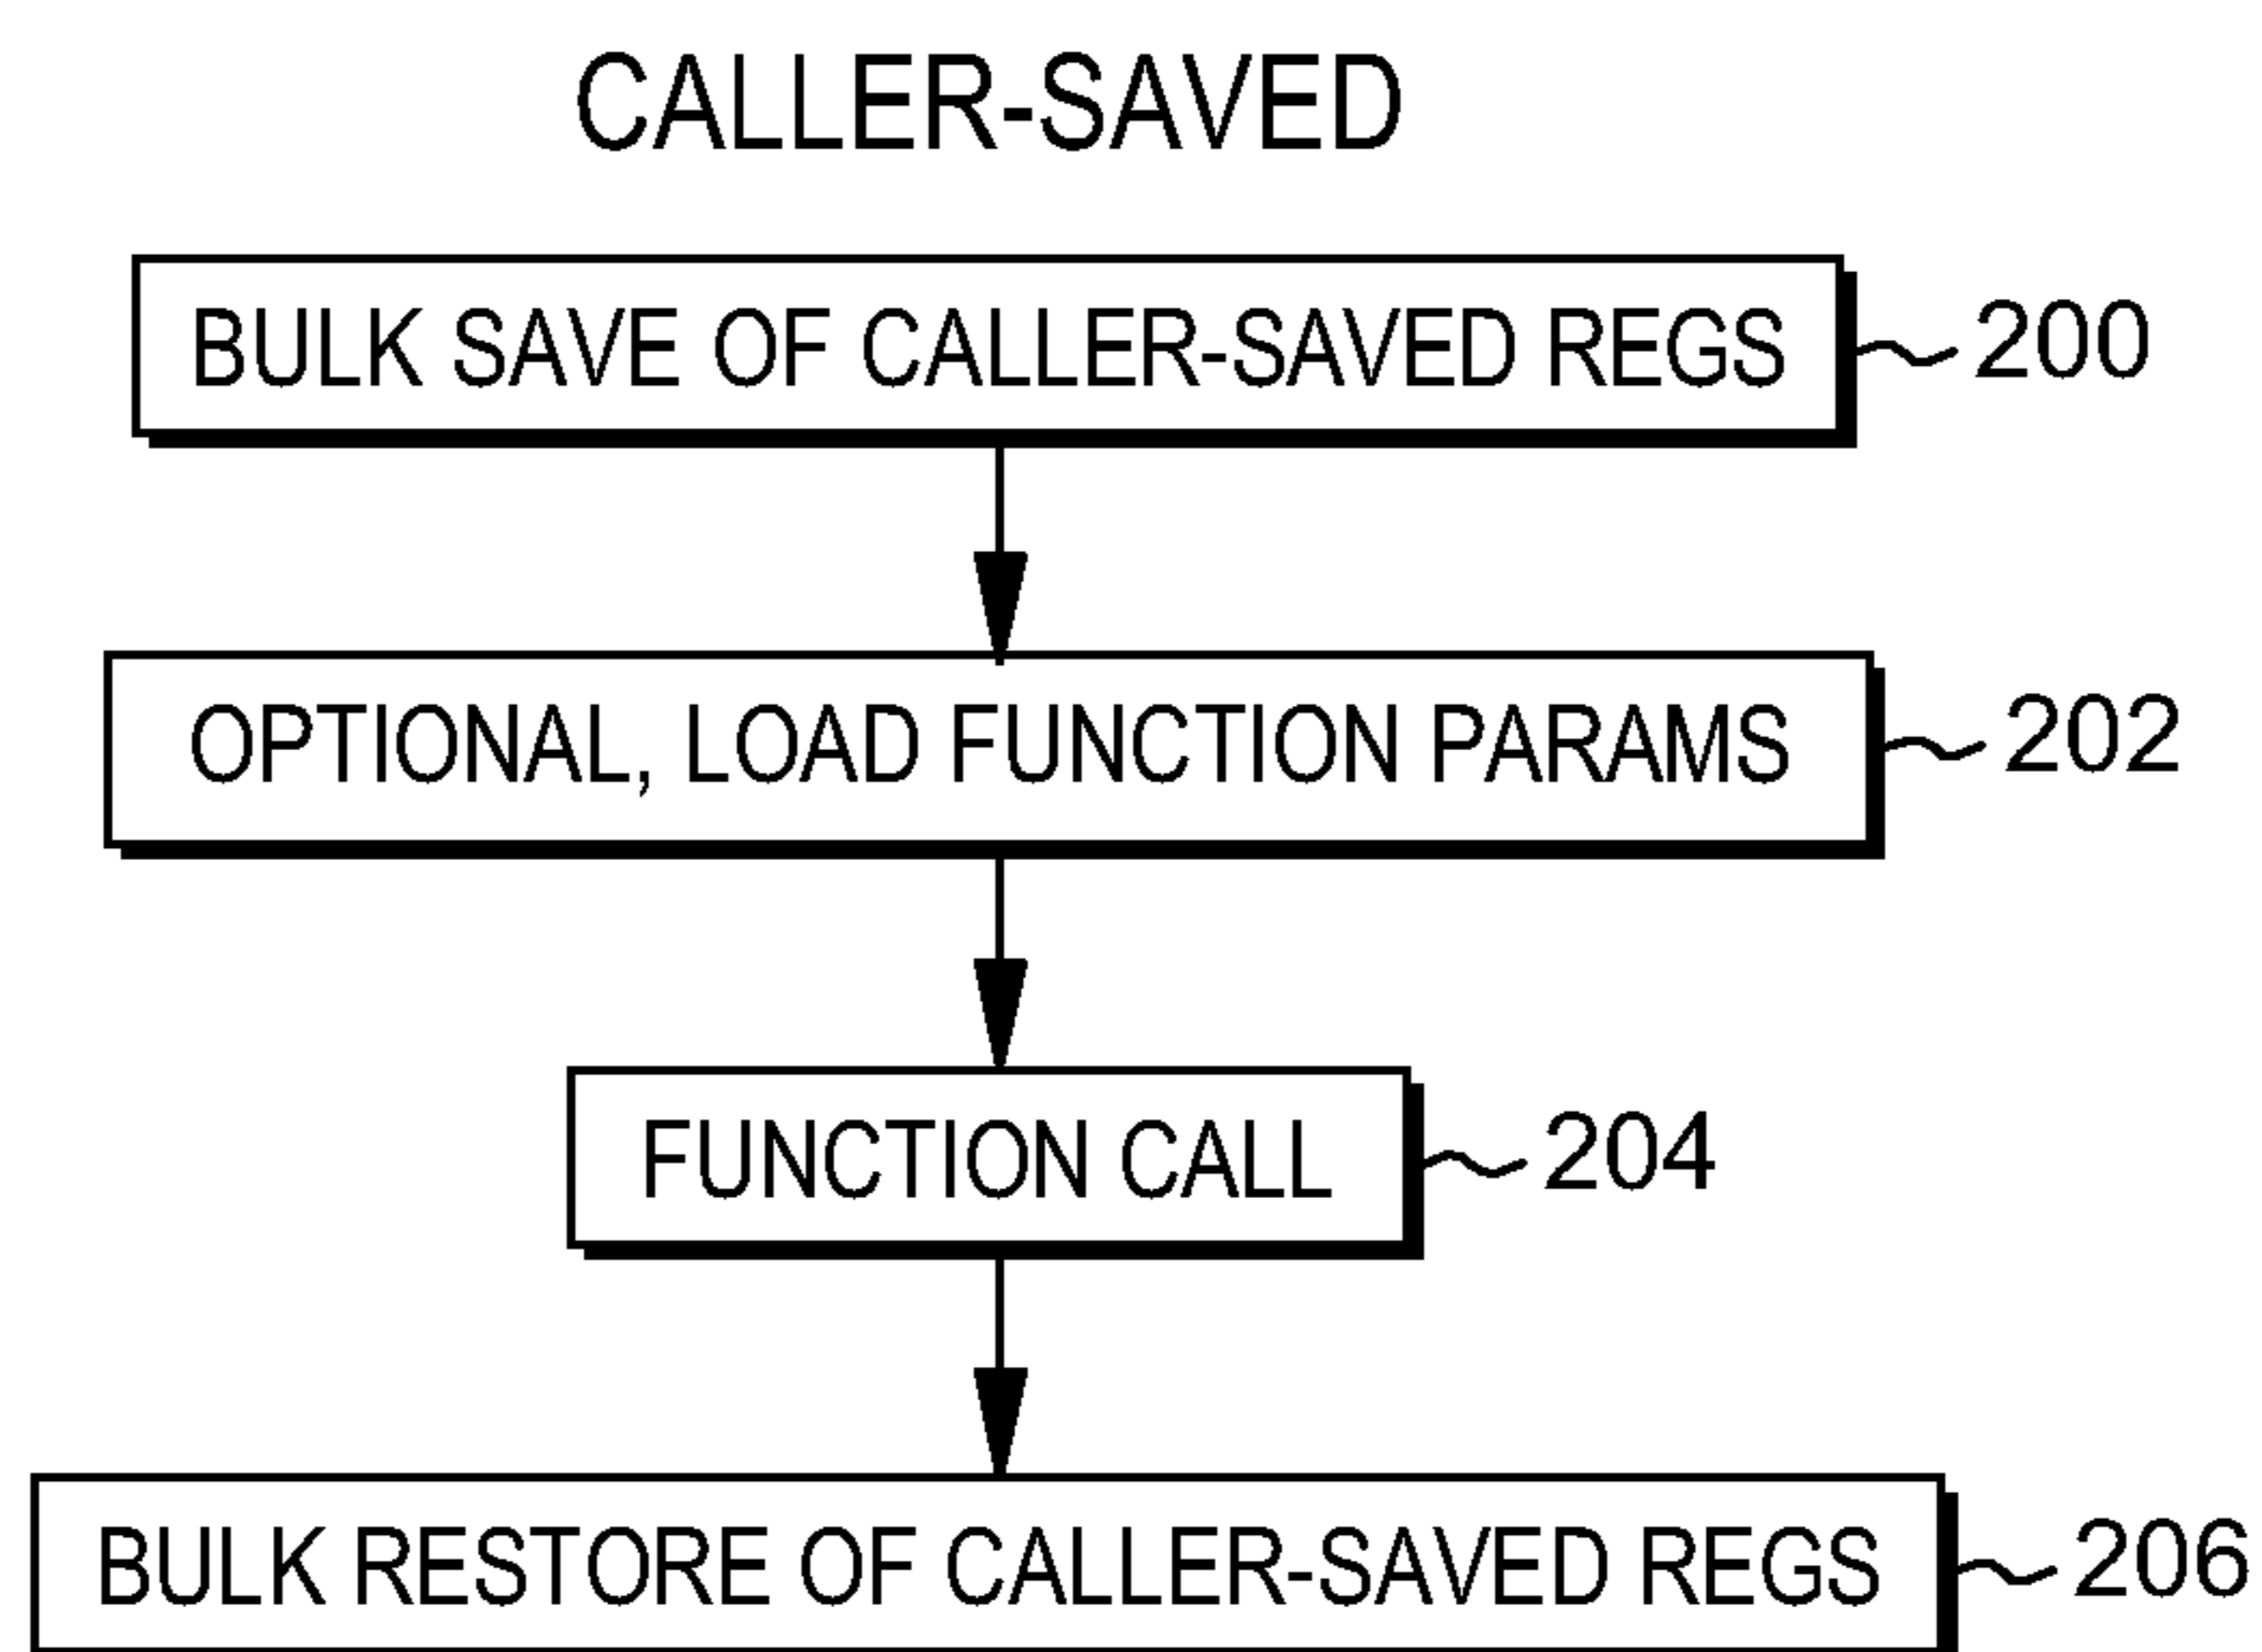 CALLER-SAVED
BULK SAVE OF CALLER-SAVED REGS
200
OPTIONAL, LOAD FUNCTION PARAMS
202
FUNCTION CALL
204
BULK RESTORE OF CALLER-SAVED REGS
206